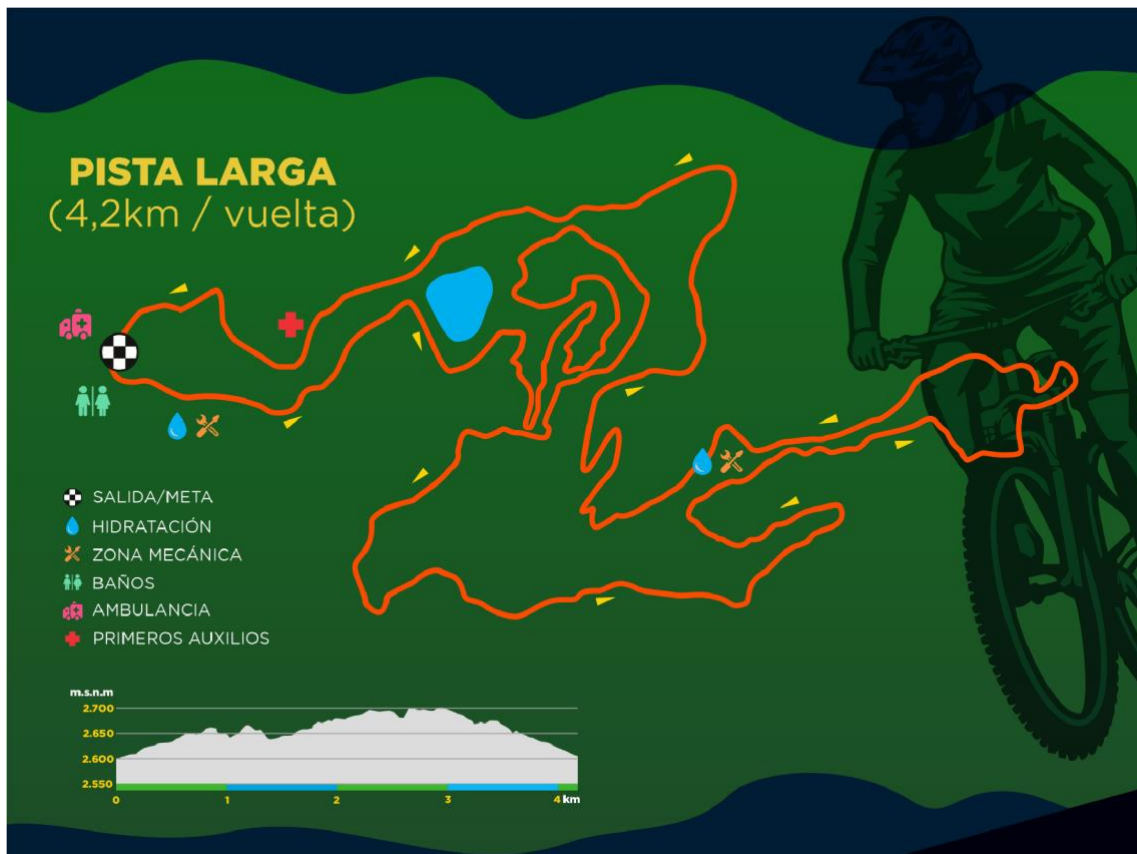 PISTA LARGA
(4,2km / vuelta)
SALIDA/META
HIDRATACIÓN
ZONA MECÁNICA
BAÑOS
AMBULANCIA
PRIMEROS AUXILIOS
m.s.n.m
2.700
2.650
2.600
2.550
0 1 2 3 4 km